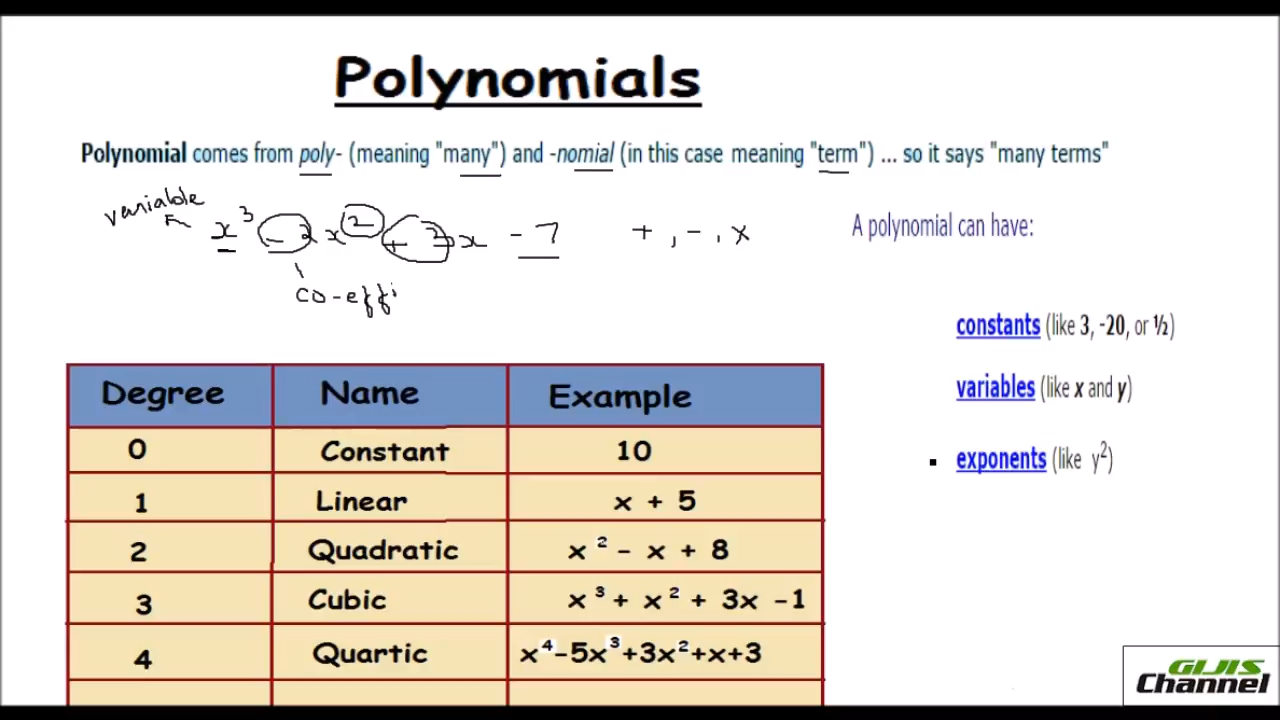 Polynomials
Polynomial comes from poly- (meaning "many") and -nomial (in this case meaning "term") ... so it says "many terms"
variable
x³ - 2x² + 3x - 7 +, -, x
co-effi
A polynomial can have:
constants (like 3, -20, or ½)
variables (like x and y)
exponents (like y²)
Degree Name Example
0 Constant 10
1 Linear x + 5
2 Quadratic x² - x + 8
3 Cubic x³ + x² + 3x -1
4 Quartic x⁴-5x³+3x²+x+3
GIJIS
Channel